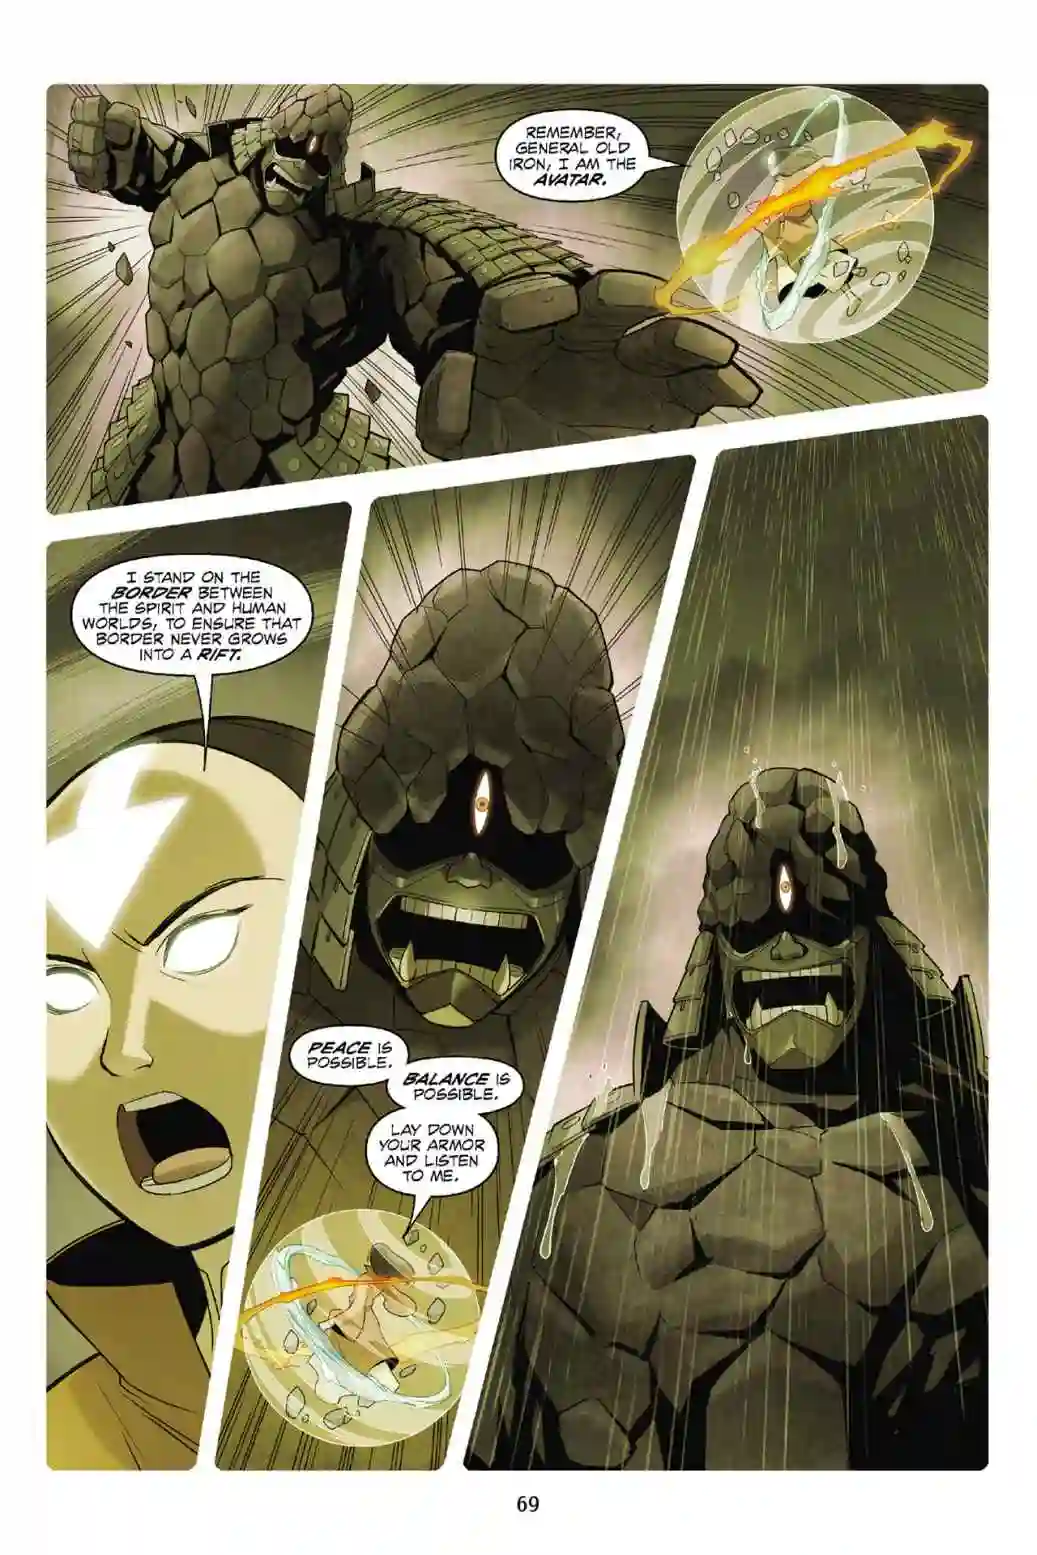 REMEMBER,
GENERAL OLD
IRON, I AM THE
AVATAR.
I STAND ON THE
BORDER BETWEEN
THE SPIRIT AND HUMAN
WORLDS, TO ENSURE THAT
BORDER NEVER GROWS
INTO A RIFT.
PEACE IS
POSSIBLE.
BALANCE IS
POSSIBLE.
LAY DOWN
YOUR ARMOR
AND LISTEN
TO ME.
69